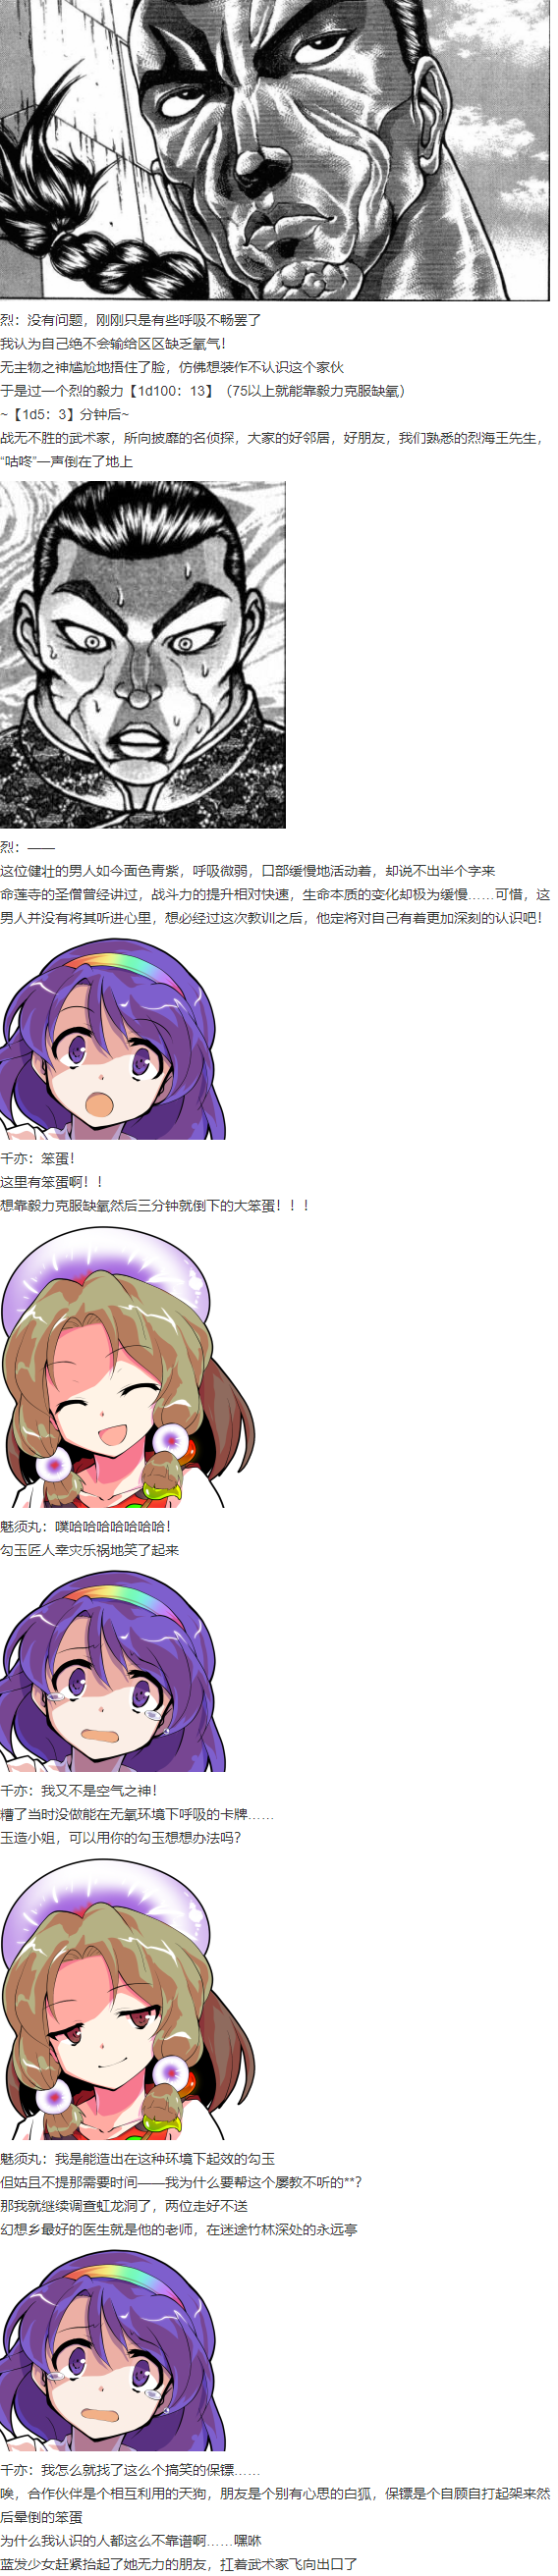 烈：没有问题，刚刚只是有些呼吸不畅罢了
我认为自己绝不会输给区区缺乏氧气！
无主物之神尴尬地捂住了脸，仿佛想装作不认识这个家伙
于是过一个烈的毅力【1d100：13】（75以上就能靠毅力克服缺氧）
~【1d5：3】分钟后~
战无不胜的武术家，所向披靡的名侦探，大家的好邻居，好朋友，我们熟悉的烈海王先生，
“咕咚”一声倒在了地上
烈：——
这位健壮的男人如今面色青紫，呼吸微弱，口部缓慢地活动着，却说不出半个字来
命莲寺的圣僧曾经讲过，战斗力的提升相对快速，生命本质的变化却极为缓慢……可惜，这
男人并没有将其听进心里，想必经过这次教训之后，他定将对自己有着更加深刻的认识吧！
千亦：笨蛋！
这里有笨蛋啊！！
想靠毅力克服缺氧然后三分钟就倒下的大笨蛋！！！
魅须丸：噗哈哈哈哈哈哈哈！
勾玉匠人幸灾乐祸地笑了起来
千亦：我又不是空气之神！
糟了当时没做能在无氧环境下呼吸的卡牌……
玉造小姐，可以用你的勾玉想想办法吗？
魅须丸：我是能造出在这种环境下起效的勾玉
但姑且不提那需要时间——我为什么要帮这个屡教不听的**？
那我就继续调查虹龙洞了，两位走好不送
幻想乡最好的医生就是他的老师，在迷途竹林深处的永远亭
千亦：我怎么就找了这么个搞笑的保镖……
唉，合作伙伴是个相互利用的天狗，朋友是个别有心思的白狐，保镖是个自顾自打起架来然
后晕倒的笨蛋
为什么我认识的人都这么不靠谱啊……嘿咻
蓝发少女赶紧抬起了她无力的朋友，扛着武术家飞向出口了